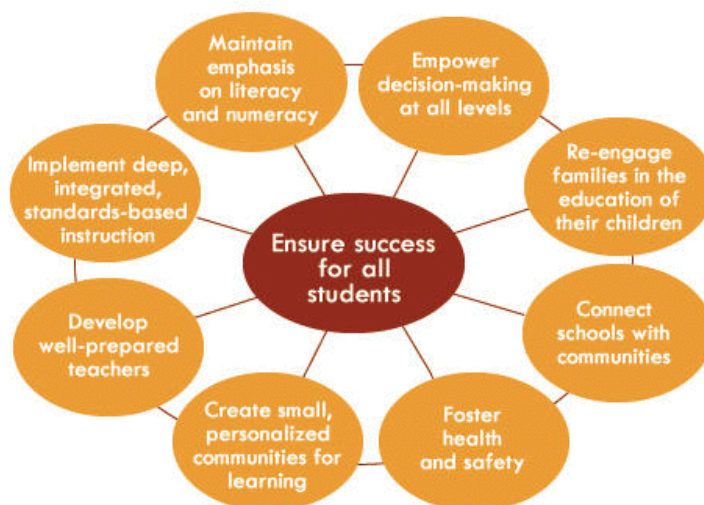 Maintain
emphasis
on literacy
and numeracy
Empower
decision-making
at all levels
Re-engage
families in the
education of
their children
Connect
schools with
communities
Foster
health
and safety
Create small,
personalized
communities for
learning
Develop
well-prepared
teachers
Implement deep,
integrated,
standards-based
instruction
Ensure success
for all
students